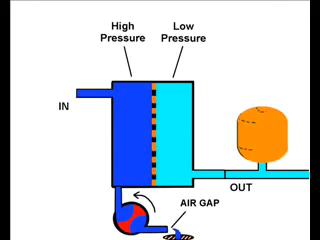 High
Pressure
Low
Pressure
IN
OUT
AIR GAP